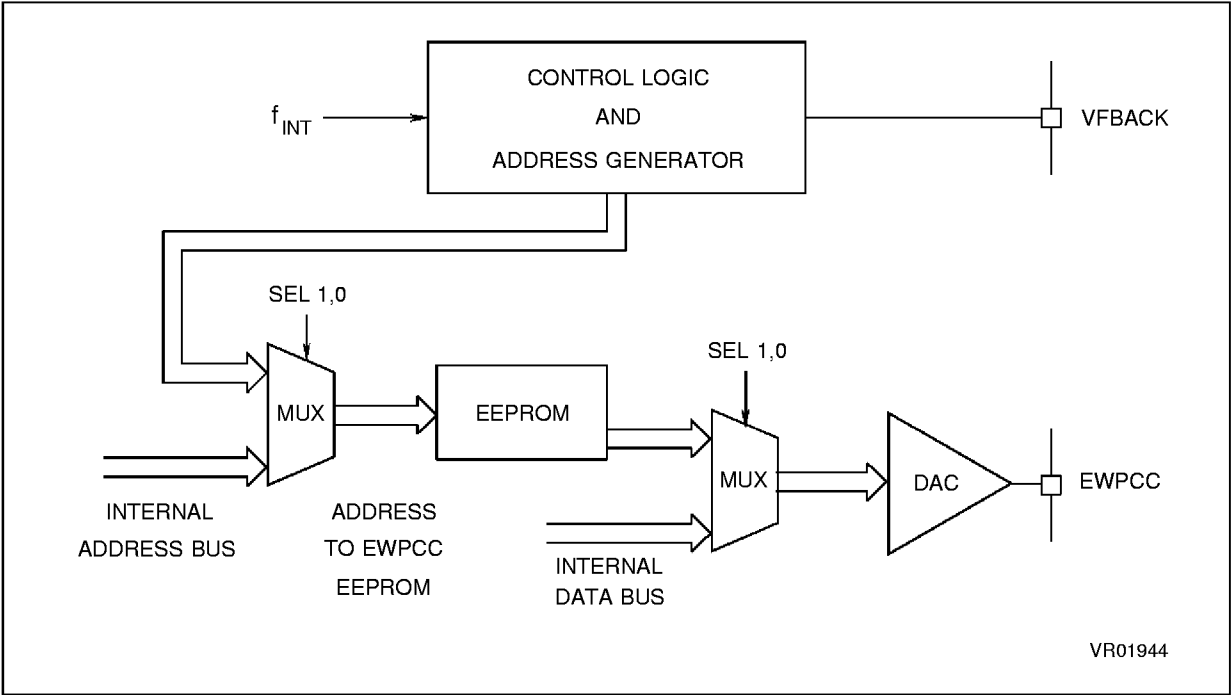 CONTROL LOGIC
AND
ADDRESS GENERATOR
fINT
VFBACK
SEL 1,0
MUX
EEPROM
SEL 1,0
MUX
DAC
EWPCC
INTERNAL
ADDRESS BUS
ADDRESS
TO EWPCC
EEPROM
INTERNAL
DATA BUS
VR01944